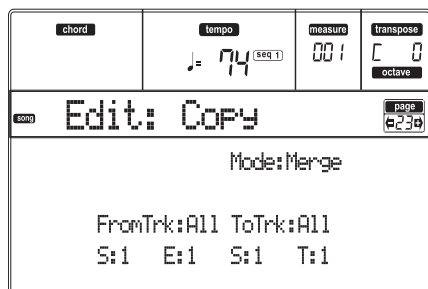 chord tempo measure transpose
♩= 74 seq 1 001 C 0
octave
song Edit: Copy page
23
Mode:Merge
FromTrk:All ToTrk:All
S:1 E:1 S:1 T:1